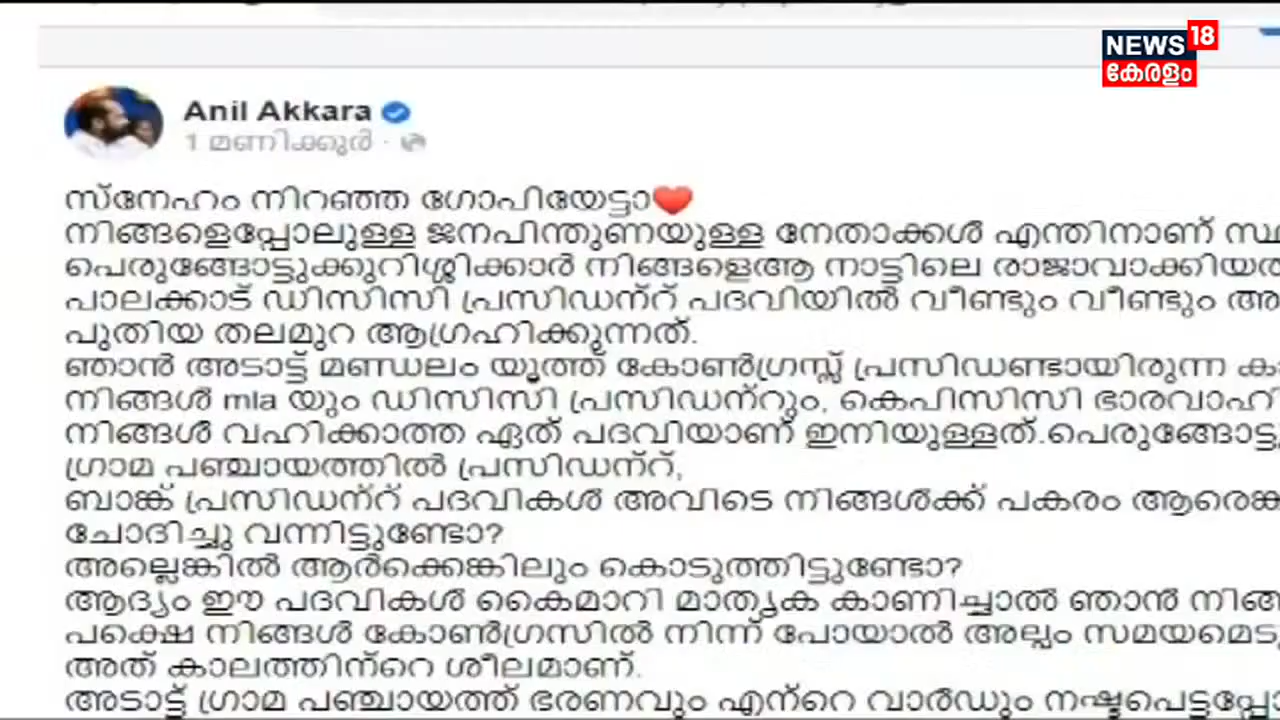 NEWS 18
കേരളം
Anil Akkara
1 മണിക്കൂർ ·
സ്നേഹം നിറഞ്ഞ ഗോപിയേട്ടാ❤
നിങ്ങളെപ്പോലുള്ള ജനപിന്തുണയുള്ള നേതാക്കൾ എന്തിനാണ്
പെരുങ്ങോട്ടുക്കുറിശ്ശിക്കാർ നിങ്ങളെആ നാട്ടിലെ രാജാവാക്കിയത
പാലക്കാട് ഡിസിസി പ്രസിഡന്റ് പദവിയിൽ വീണ്ടും വീണ്ടും അ
പുതിയ തലമുറ ആഗ്രഹിക്കുന്നത്.
ഞാൻ അടാട്ട് മണ്ഡലം യൂത്ത് കോൺഗ്രസ്സ് പ്രസിഡണ്ടായിരുന്ന കാ
നിങ്ങൾ mla യും ഡിസിസി പ്രസിഡന്റും, കെപിസിസി ഭാരവാഹി
നിങ്ങൾ വഹിക്കാത്ത ഏത് പദവിയാണ് ഇനിയുള്ളത്.പെരുങ്ങോട്ടു
ഗ്രാമ പഞ്ചായത്തിൽ പ്രസിഡന്റ്,
ബാങ്ക് പ്രസിഡന്റ് പദവികൾ അവിടെ നിങ്ങൾക്ക് പകരം ആരെങ്ക
ചോദിച്ചു വന്നിട്ടുണ്ടോ?
അല്ലെങ്കിൽ ആർക്കെങ്കിലും കൊടുത്തിട്ടുണ്ടോ?
ആദ്യം ഈ പദവികൾ കൈമാറി മാതൃക കാണിച്ചാൽ ഞാൻ നിങ്ങ
പക്ഷെ നിങ്ങൾ കോൺഗ്രസിൽ നിന്ന് പോയാൽ അല്പം സമയമെടു
അത് കാലത്തിന്റെ ശീലമാണ്.
അടാട്ട് ഗ്രാമ പഞ്ചായത്ത് ഭരണവും എന്റെ വാർഡും നഷ്ടപെട്ടപ്പോ